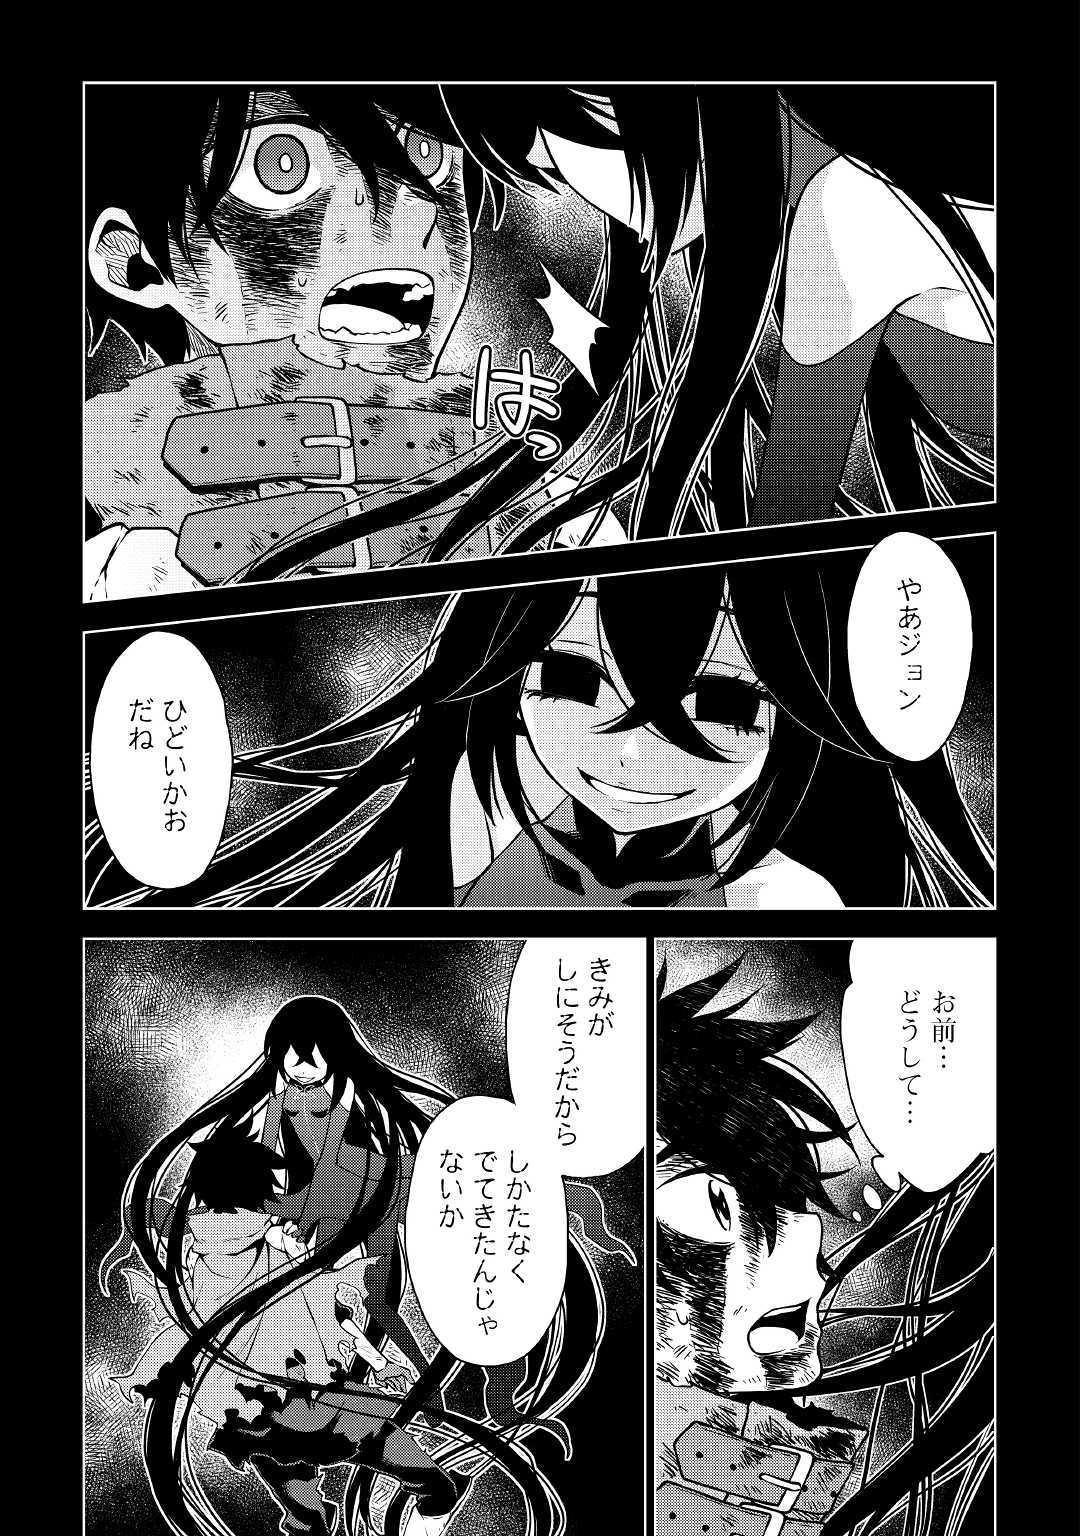 はっ
やあジョン
ひどいかお
だね
お前…
どうして…
きみが
しにそうだから
しかたなく
でてきたんじゃ
ないか